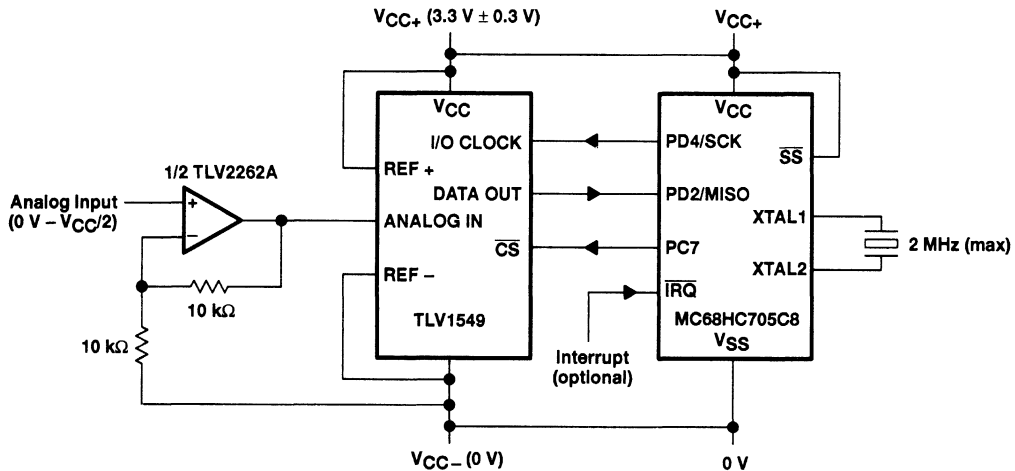 VCC+ (3.3 V ± 0.3 V)
VCC+
VCC
VCC
I/O CLOCK
PD4/SCK
SS
REF +
1/2 TLV2262A
DATA OUT
PD2/MISO
Analog Input
(0 V – VCC/2)
+
–
ANALOG IN
XTAL1
CS
PC7
2 MHz (max)
REF –
XTAL2
IRQ
10 kΩ
TLV1549
MC68HC705C8
VSS
10 kΩ
Interrupt
(optional)
VCC– (0 V)
0 V